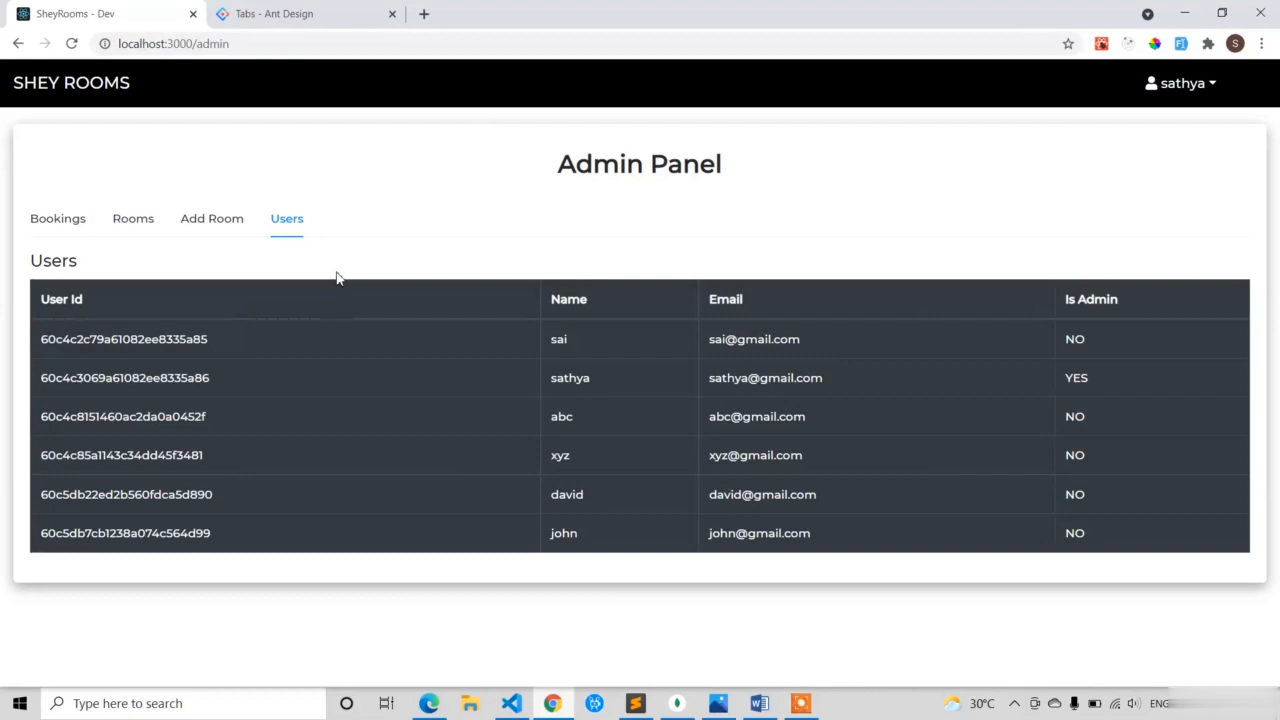 SheyRooms - Dev
Tabs - Ant Design
localhost:3000/admin
S
SHEY ROOMS
sathya
Admin Panel
Bookings Rooms Add Room Users
Users
User Id Name Email Is Admin
60c4c2c79a61082ee8335a85 sai sai@gmail.com NO
60c4c3069a61082ee8335a86 sathya sathya@gmail.com YES
60c4c8151460ac2da0a0452f abc abc@gmail.com NO
60c4c85a1143c34dd45f3481 xyz xyz@gmail.com NO
60c5db22ed2b560fdca5d890 david david@gmail.com NO
60c5db7cb1238a074c564d99 john john@gmail.com NO
Type here to search
30°C
ENG